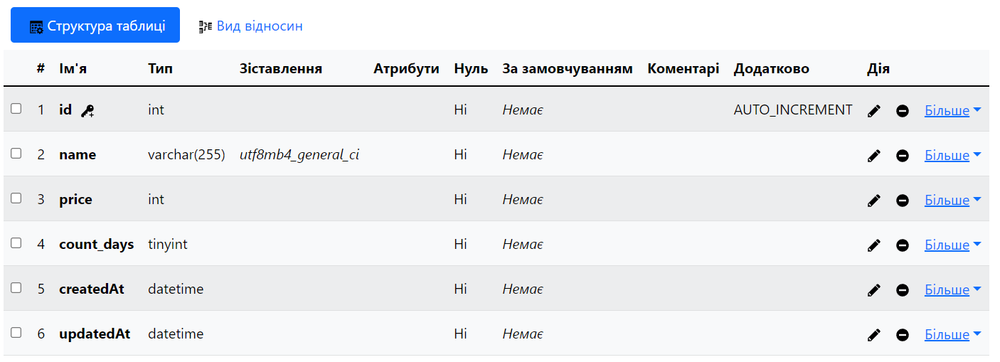 Структура таблиці Вид відносин
# Ім'я Тип Зіставлення Атрибути Нуль За замовчуванням Коментарі Додатково Дія
1 id int Ні Немає AUTO_INCREMENT Більше
2 name varchar(255) utf8mb4_general_ci Ні Немає Більше
3 price int Ні Немає Більше
4 count_days tinyint Ні Немає Більше
5 createdAt datetime Ні Немає Більше
6 updatedAt datetime Ні Немає Більше